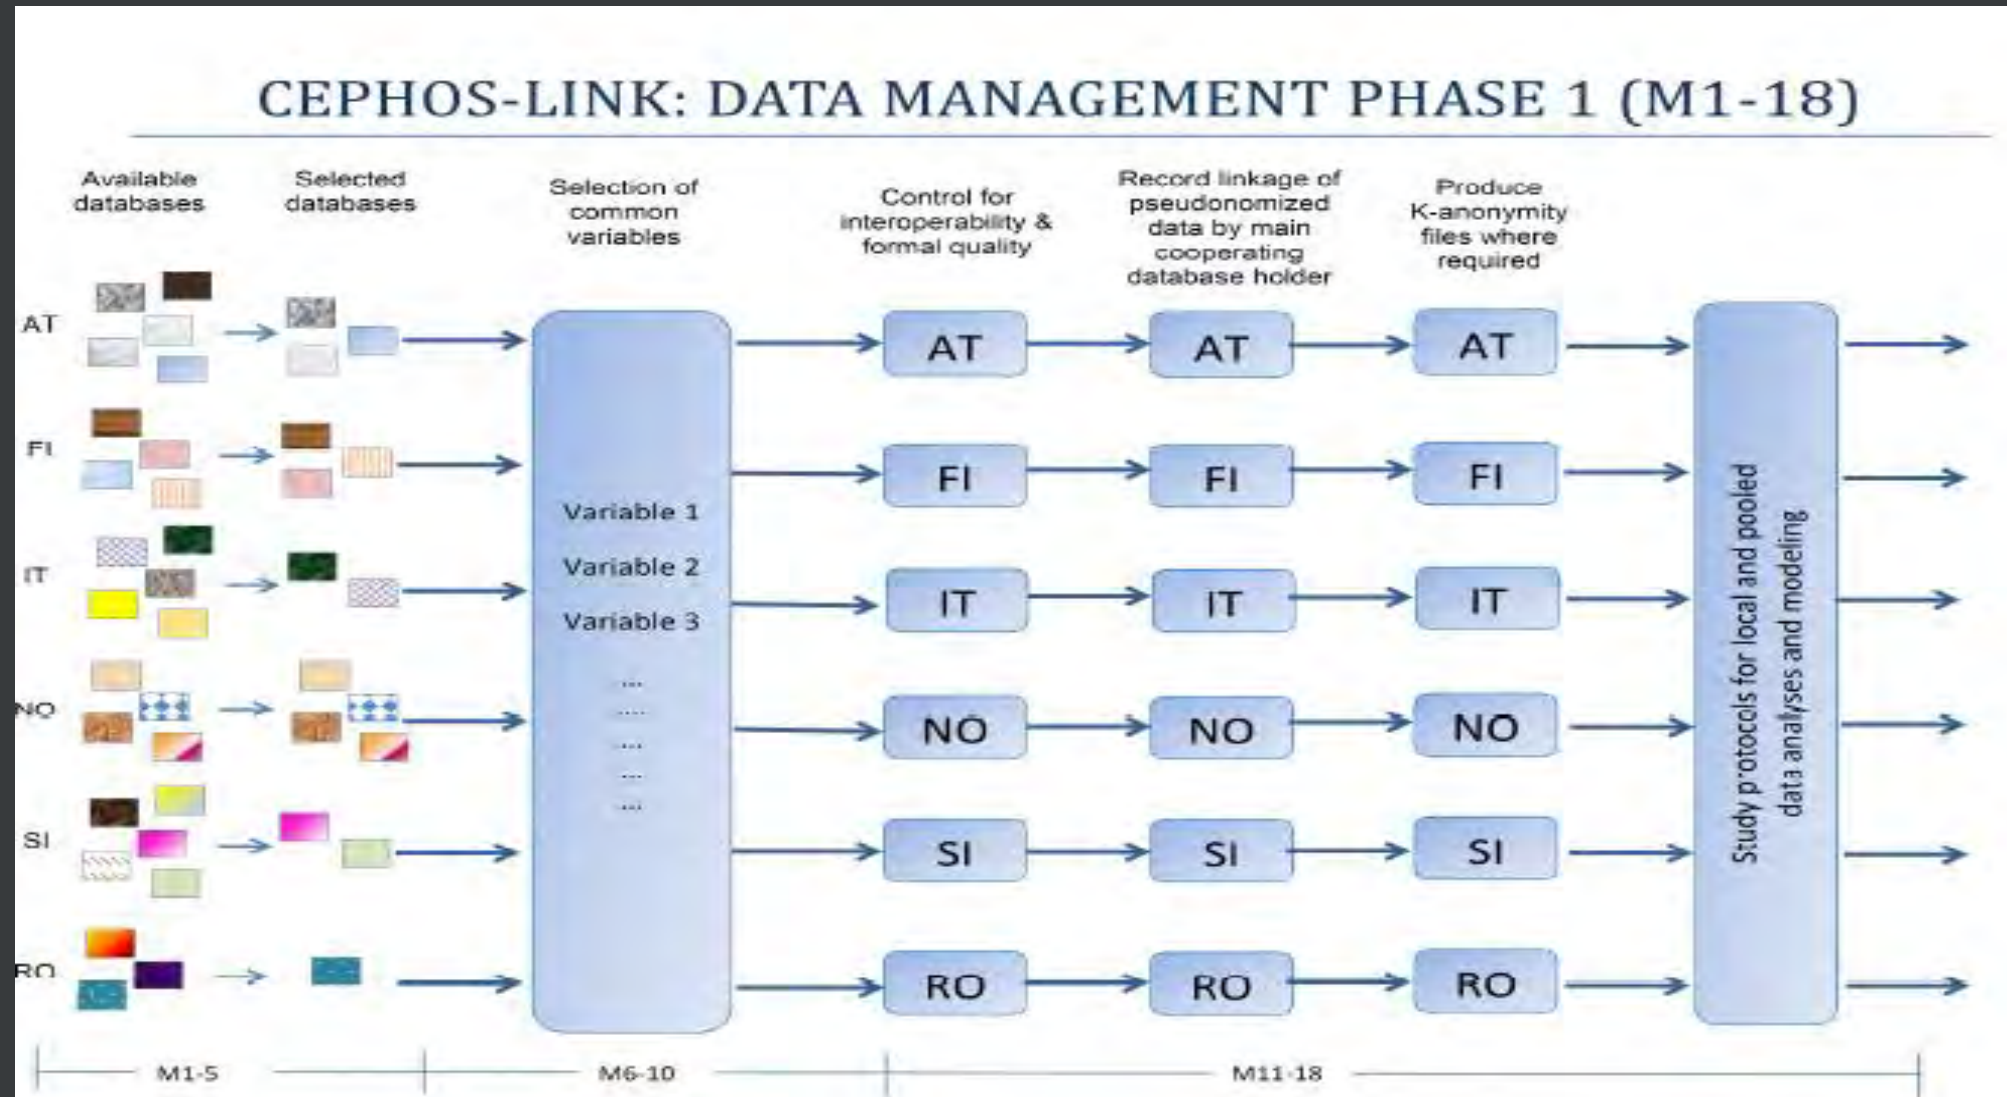 CEPHOS-LINK: DATA MANAGEMENT PHASE 1 (M1-18)
Available
databases
Selected
databases
Selection of
common
variables
Control for
interoperability &
formal quality
Record linkage of
pseudonomized
data by main
cooperating
database holder
Produce
K-anonymity
files where
required
AT
AT
AT
AT
FI
FI
FI
FI
Variable 1
Variable 2
Variable 3
...
....
...
...
...
IT
IT
IT
IT
NO
NO
NO
NO
SI
SI
SI
SI
RO
RO
RO
RO
Study protocols for local and pooled
data analyses and modeling
M1-5
M6-10
M11-18